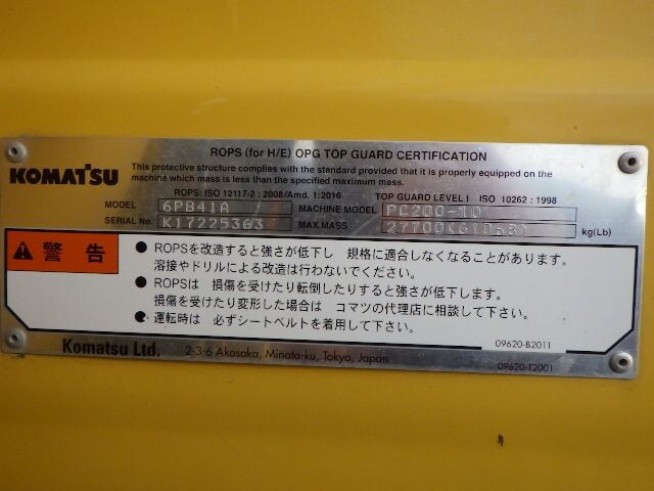 ROPS (for H/E) OPG TOP GUARD CERTIFICATION
KOMATSU
This protective structure complies with the standard provided that it is properly equipped on the
machine which mass is less than the specified maximum mass.
ROPS: ISO 12117-2 : 2008/Amd. 1:2016 TOP GUARD LEVEL I ISO 10262 : 1998
MODEL 6PB41A MACHINE MODEL PC200-10
SERIAL No. K17225363 MAX MASS 27700KG kg(Lb)
警告
● ROPSを改造すると強さが低下し 規格に適合しなくなることがあります。
溶接やドリルによる改造は行わないでください。
● ROPSは 損傷を受けたり転倒したりすると強さが低下します。
損傷を受けたり変形した場合は コマツの代理店に相談して下さい。
● 運転時は 必ずシートベルトを着用して下さい。
09620-B2011
Komatsu Ltd. 2-3-6 Akasaka, Minato-ku, Tokyo, Japan
09620-T2001